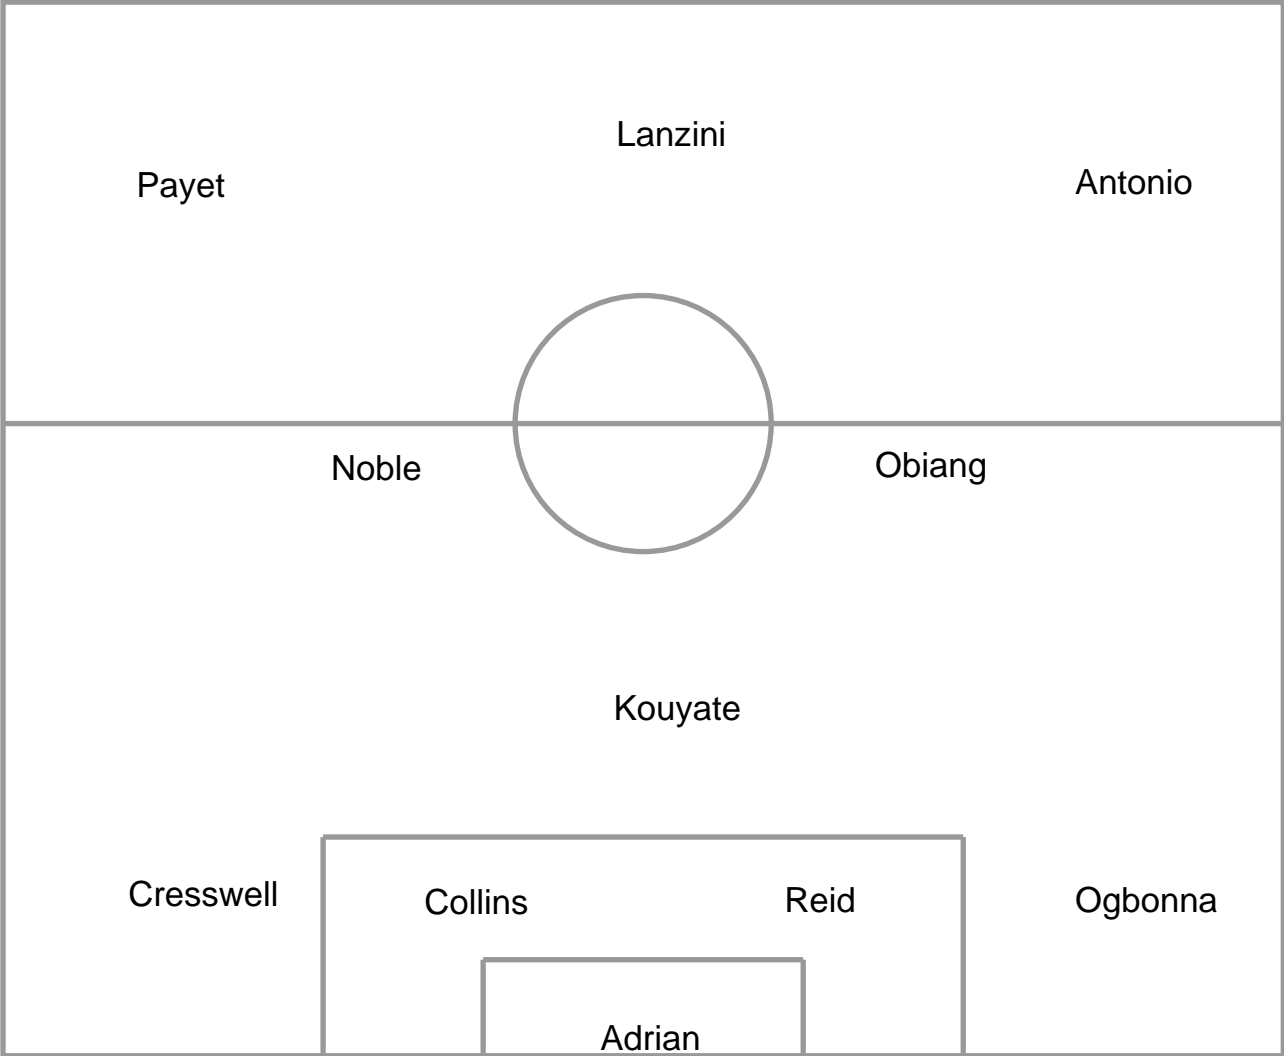 Lanzini
Payet
Antonio
Noble
Obiang
Kouyate
Cresswell
Collins
Reid
Ogbonna
Adrian